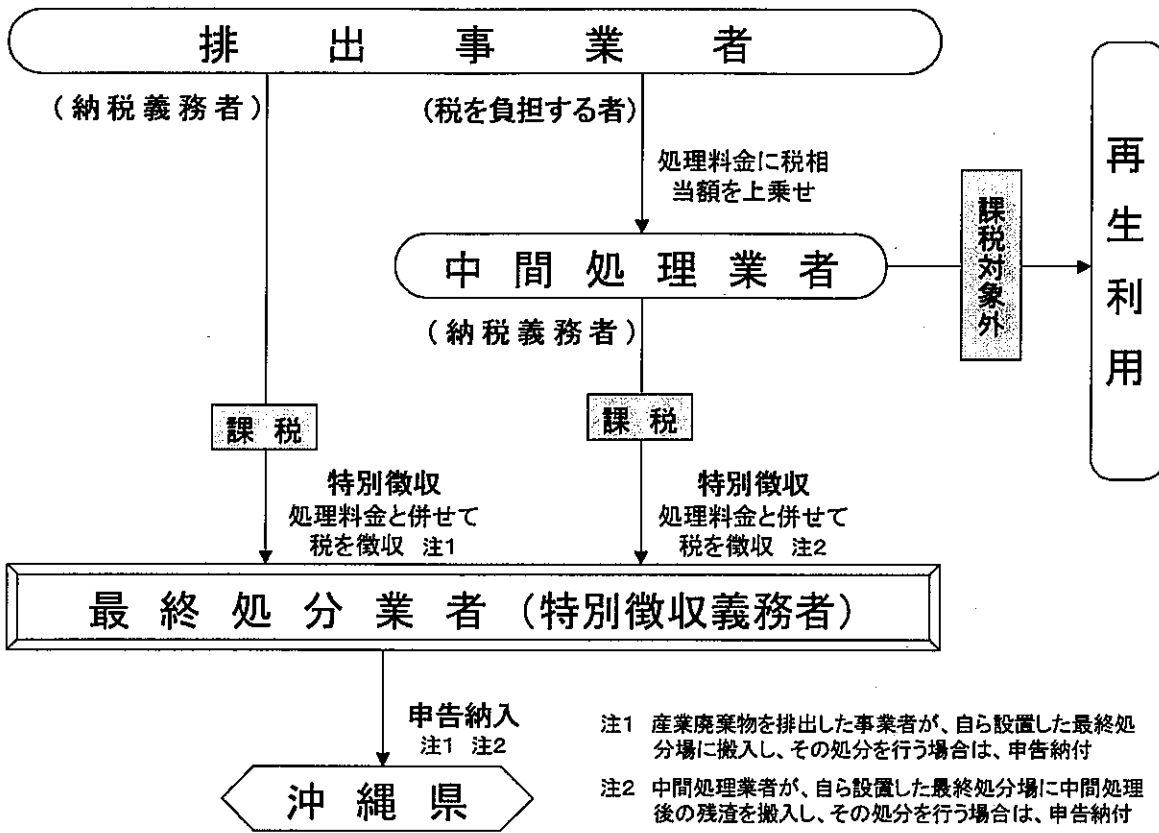 排出事業者
(納税義務者)
(税を負担する者)
処理料金に税相
当額を上乗せ
中間処理業者
(納税義務者)
課税対象外
再生利用
課税
課税
特別徴収
処理料金と併せて
税を徴収 注1
特別徴収
処理料金と併せて
税を徴収 注2
最終処分業者(特別徴収義務者)
申告納入
注1 注2
沖縄県
注1 産業廃棄物を排出した事業者が、自ら設置した最終処
分場に搬入し、その処分を行う場合は、申告納付
注2 中間処理業者が、自ら設置した最終処分場に中間処理
後の残渣を搬入し、その処分を行う場合は、申告納付